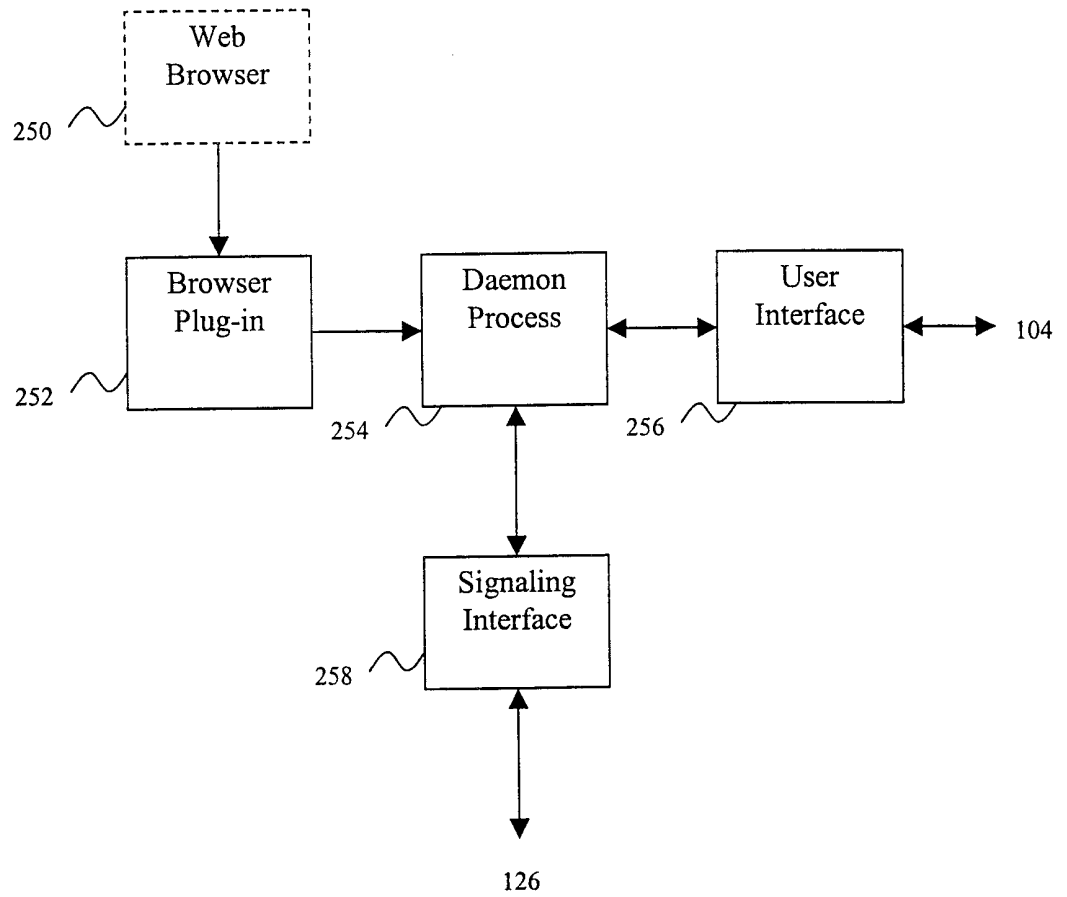 Web
Browser
250
Browser
Plug-in
252
Daemon
Process
254
User
Interface
256
104
Signaling
Interface
258
126